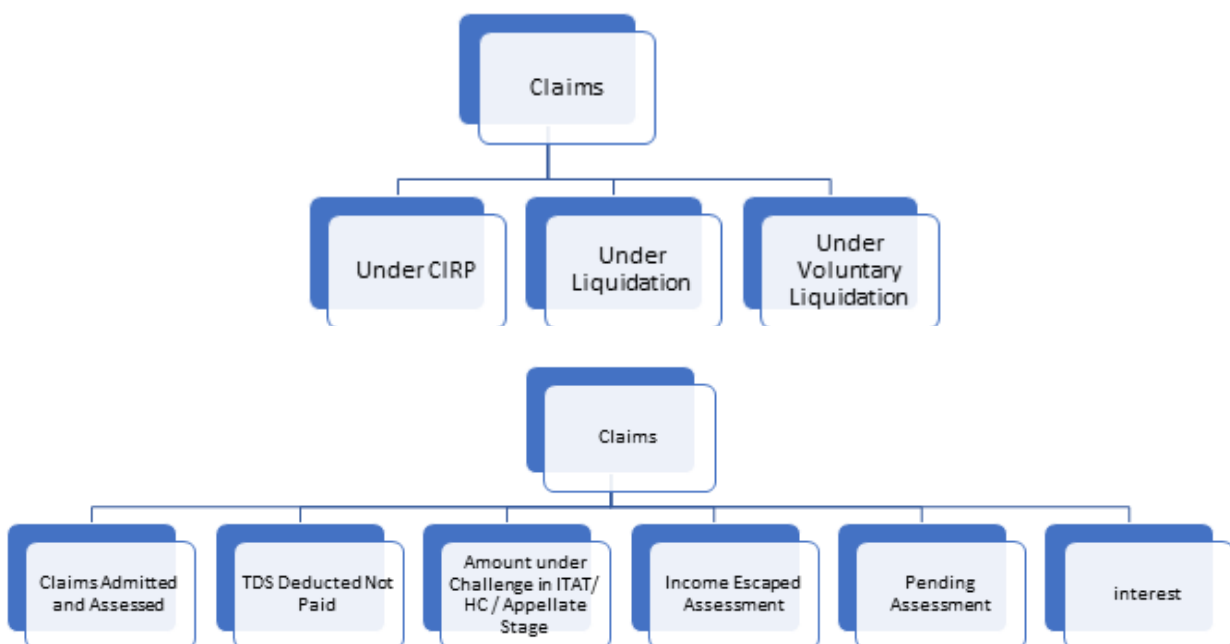 Claims
Under CIRP
Under
Liquidation
Under
Voluntary
Liquidation
Claims
Claims Admitted
and Assessed
TDS Deducted Not
Paid
Amount under
Challenge in ITAT/
HC / Appellate
Stage
Income Escaped
Assessment
Pending
Assessment
interest